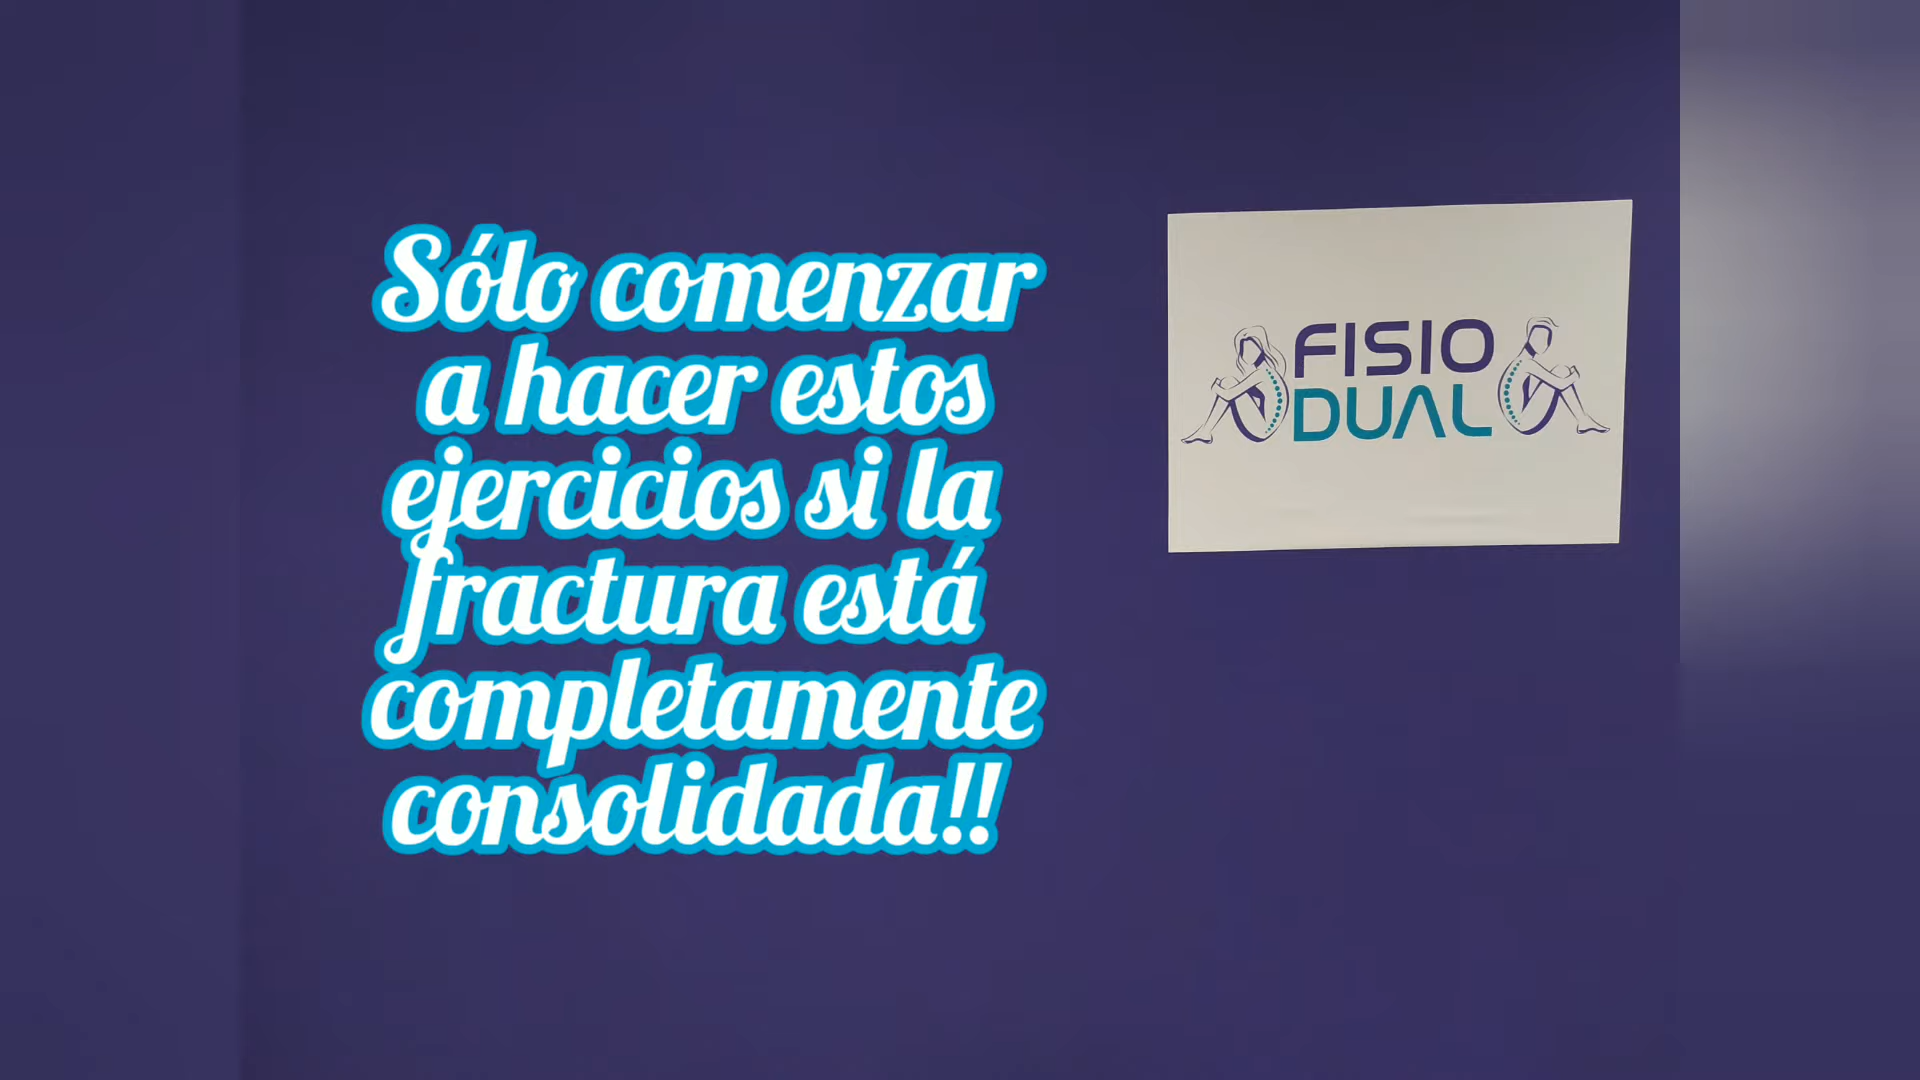 Sólo comenzar
a hacer estos
ejercicios si la
fractura está
completamente
consolidada!!
FISIO
DUAL